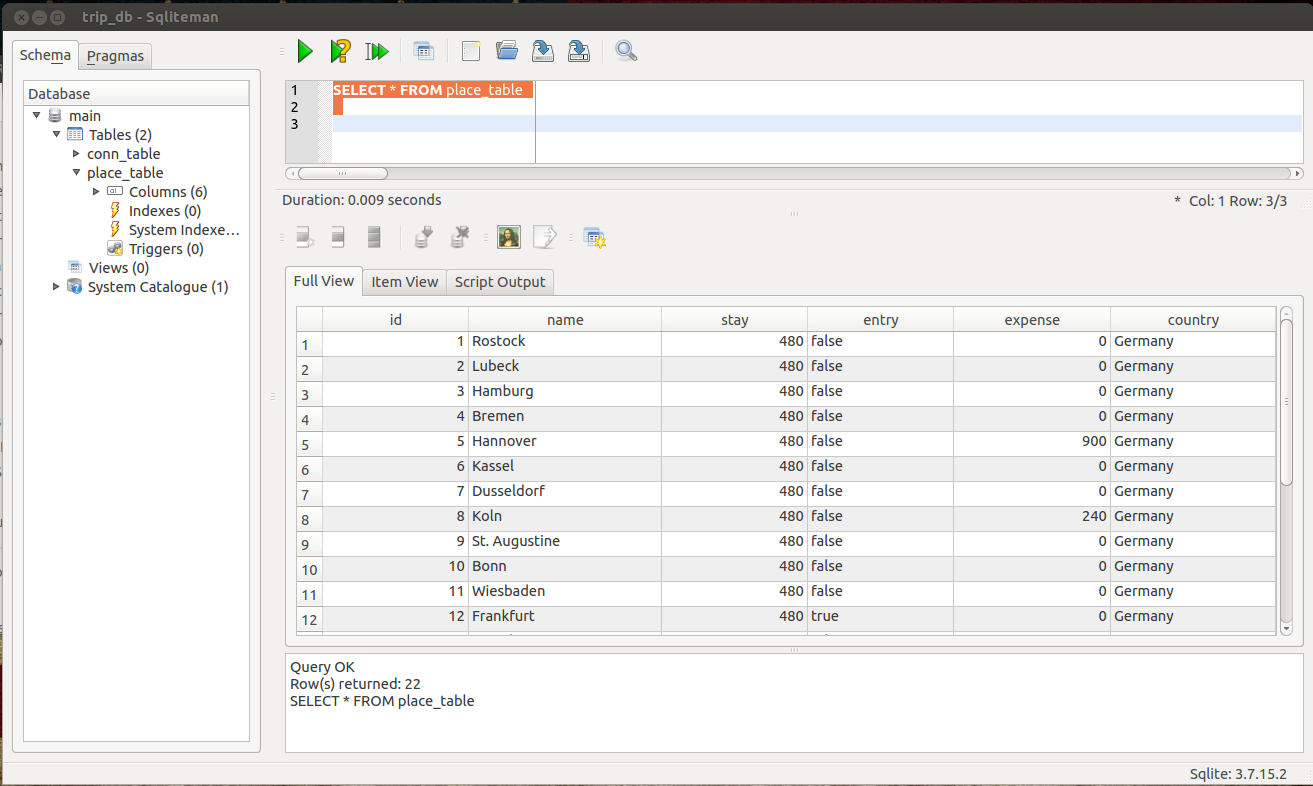 trip_db - Sqliteman
Schema Pragmas
Database
main
Tables (2)
conn_table
place_table
Columns (6)
Indexes (0)
System Indexe...
Triggers (0)
Views (0)
System Catalogue (1)
1 SELECT * FROM place_table
2
3
Duration: 0.009 seconds
* Col: 1 Row: 3/3
Full View Item View Script Output
id name stay entry expense country
1 1 Rostock 480 false 0 Germany
2 2 Lubeck 480 false 0 Germany
3 3 Hamburg 480 false 0 Germany
4 4 Bremen 480 false 0 Germany
5 5 Hannover 480 false 900 Germany
6 6 Kassel 480 false 0 Germany
7 7 Dusseldorf 480 false 0 Germany
8 8 Koln 480 false 240 Germany
9 9 St. Augustine 480 false 0 Germany
10 10 Bonn 480 false 0 Germany
11 11 Wiesbaden 480 false 0 Germany
12 12 Frankfurt 480 true 0 Germany
Query OK
Row(s) returned: 22
SELECT * FROM place_table
Sqlite: 3.7.15.2